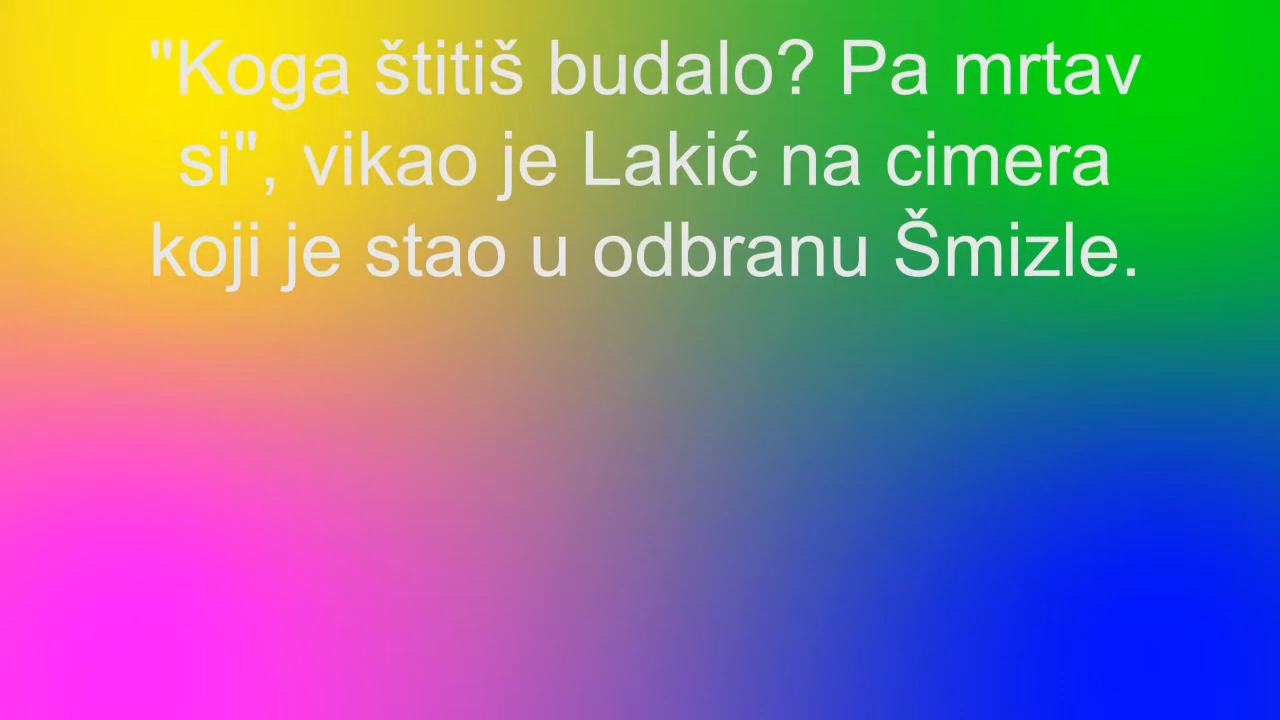 "Koga štitiš budalo? Pa mrtav
si", vikao je Lakić na cimera
koji je stao u odbranu Šmizle.